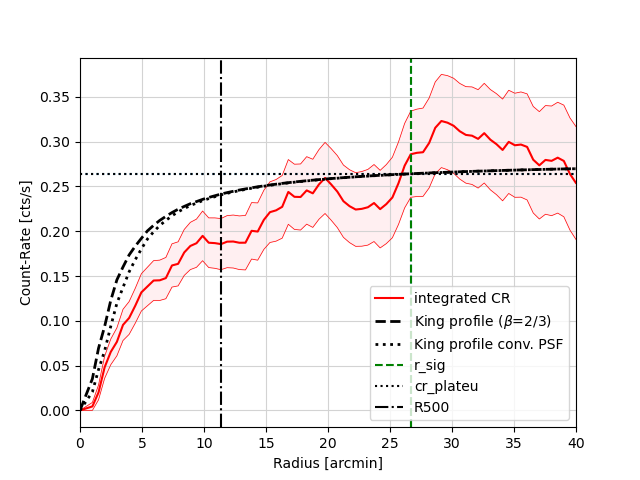 0.35
0.30
0.25
0.20
0.15
0.10
0.05
0.00
Count-Rate [cts/s]
integrated CR
King profile (β=2/3)
King profile conv. PSF
r_sig
cr_plateu
R500
0 5 10 15 20 25 30 35 40
Radius [arcmin]